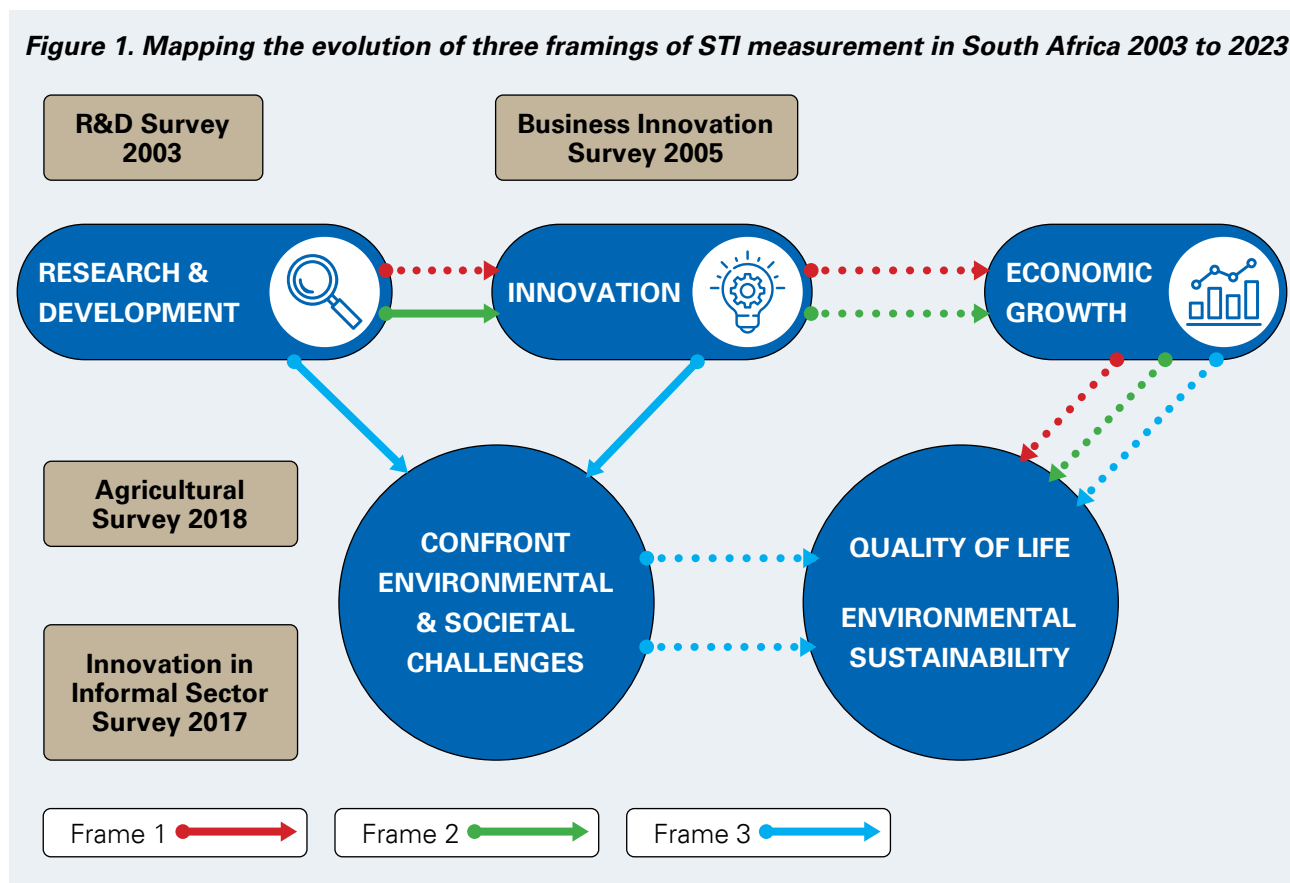 Figure 1. Mapping the evolution of three framings of STI measurement in South Africa 2003 to 2023
R&D Survey
2003
Business Innovation
Survey 2005
RESEARCH &
DEVELOPMENT
INNOVATION
ECONOMIC
GROWTH
Agricultural
Survey 2018
CONFRONT
ENVIRONMENTAL
& SOCIETAL
CHALLENGES
QUALITY OF LIFE
ENVIRONMENTAL
SUSTAINABILITY
Innovation in
Informal Sector
Survey 2017
Frame 1
Frame 2
Frame 3